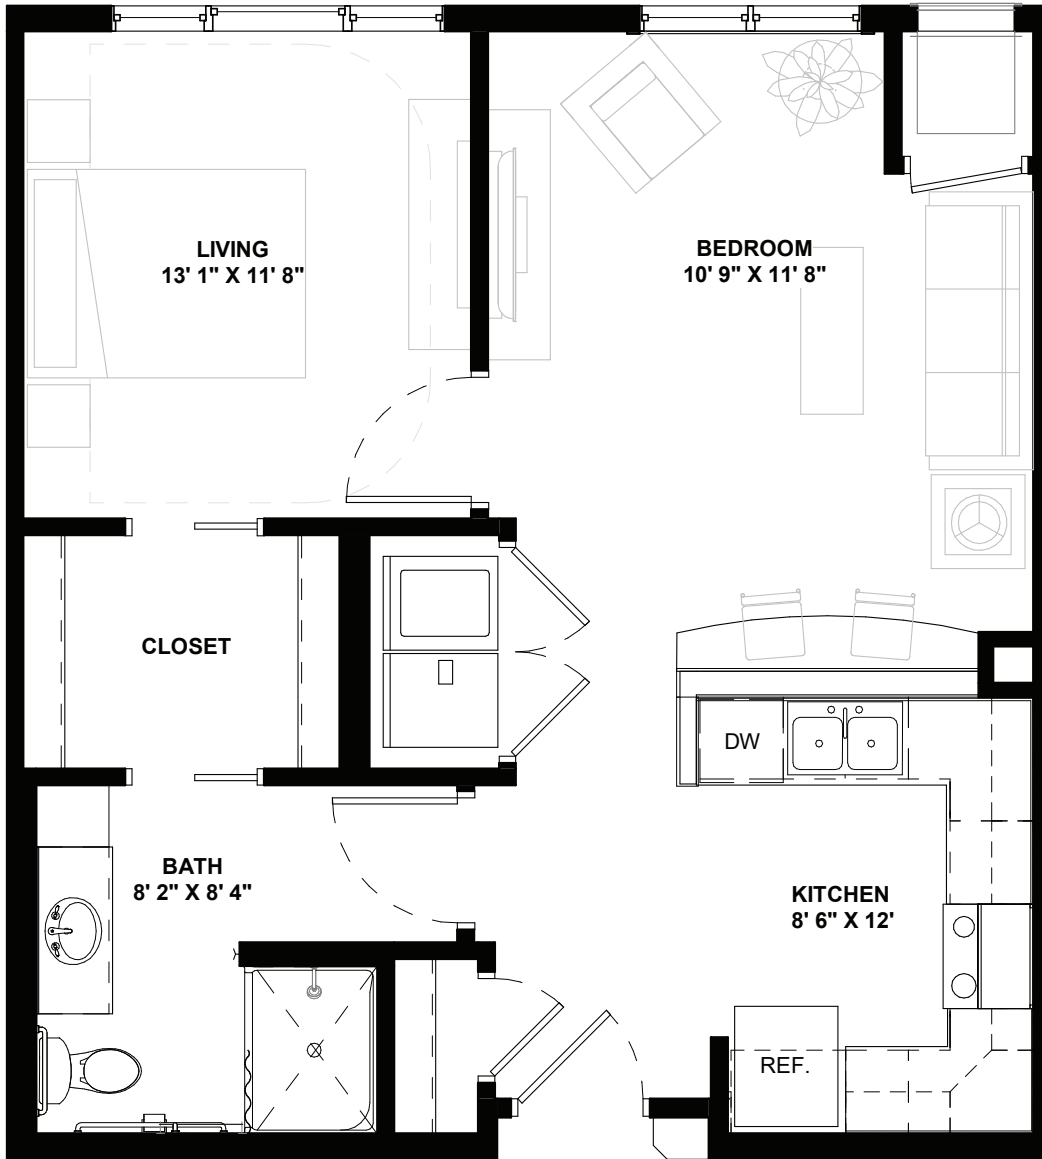 LIVING
13' 1" X 11' 8"
BEDROOM
10' 9" X 11' 8"
CLOSET
DW
BATH
8' 2" X 8' 4"
KITCHEN
8' 6" X 12'
REF.